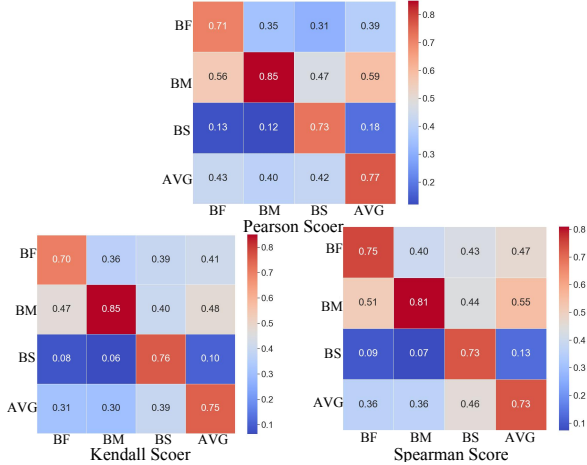 BF 0.71 0.35 0.31 0.39
BM 0.56 0.85 0.47 0.59
BS 0.13 0.12 0.73 0.18
AVG 0.43 0.40 0.42 0.77
BF BM BS AVG
0.8
0.7
0.6
0.5
0.4
0.3
0.2
Pearson Scoer
BF 0.70 0.36 0.39 0.41
BM 0.47 0.85 0.40 0.48
BS 0.08 0.06 0.76 0.10
AVG 0.31 0.30 0.39 0.75
BF BM BS AVG
0.8
0.7
0.6
0.5
0.4
0.3
0.2
0.1
Kendall Scoer
BF 0.75 0.40 0.43 0.47
BM 0.51 0.81 0.44 0.55
BS 0.09 0.07 0.73 0.13
AVG 0.36 0.36 0.46 0.73
BF BM BS AVG
0.8
0.7
0.6
0.5
0.4
0.3
0.2
0.1
Spearman Score